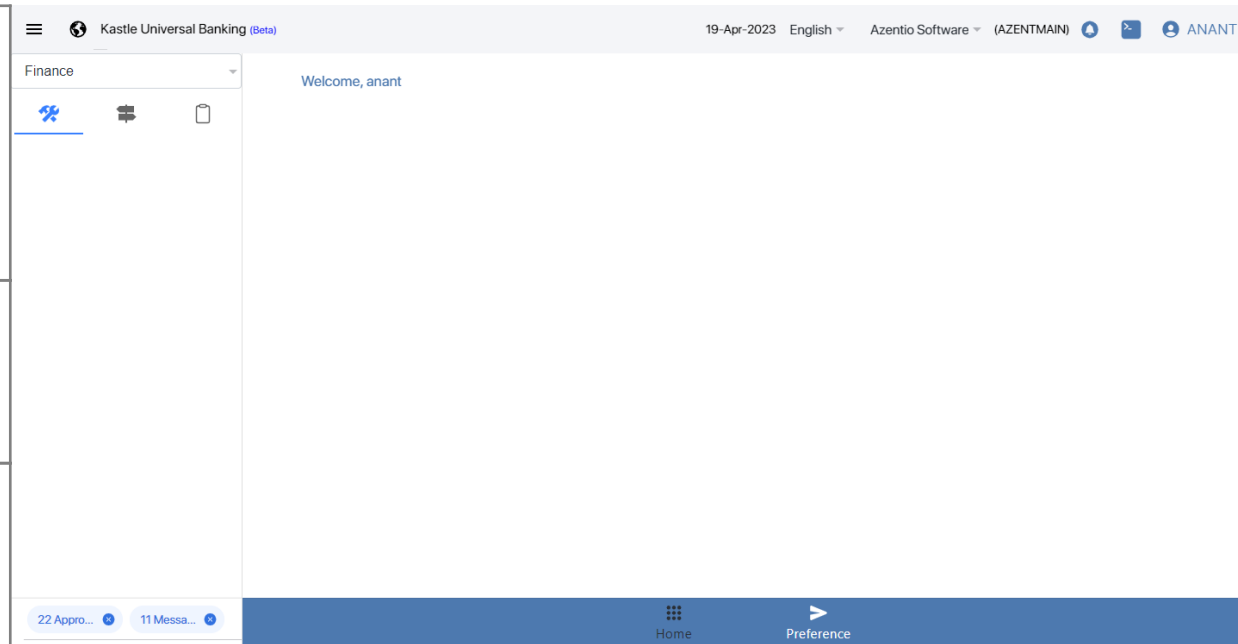 Kastle Universal Banking (Beta)
19-Apr-2023 English Azentio Software (AZENTMAIN) ANANT
Finance
Welcome, anant
22 Appro... 11 Messa...
Home Preference